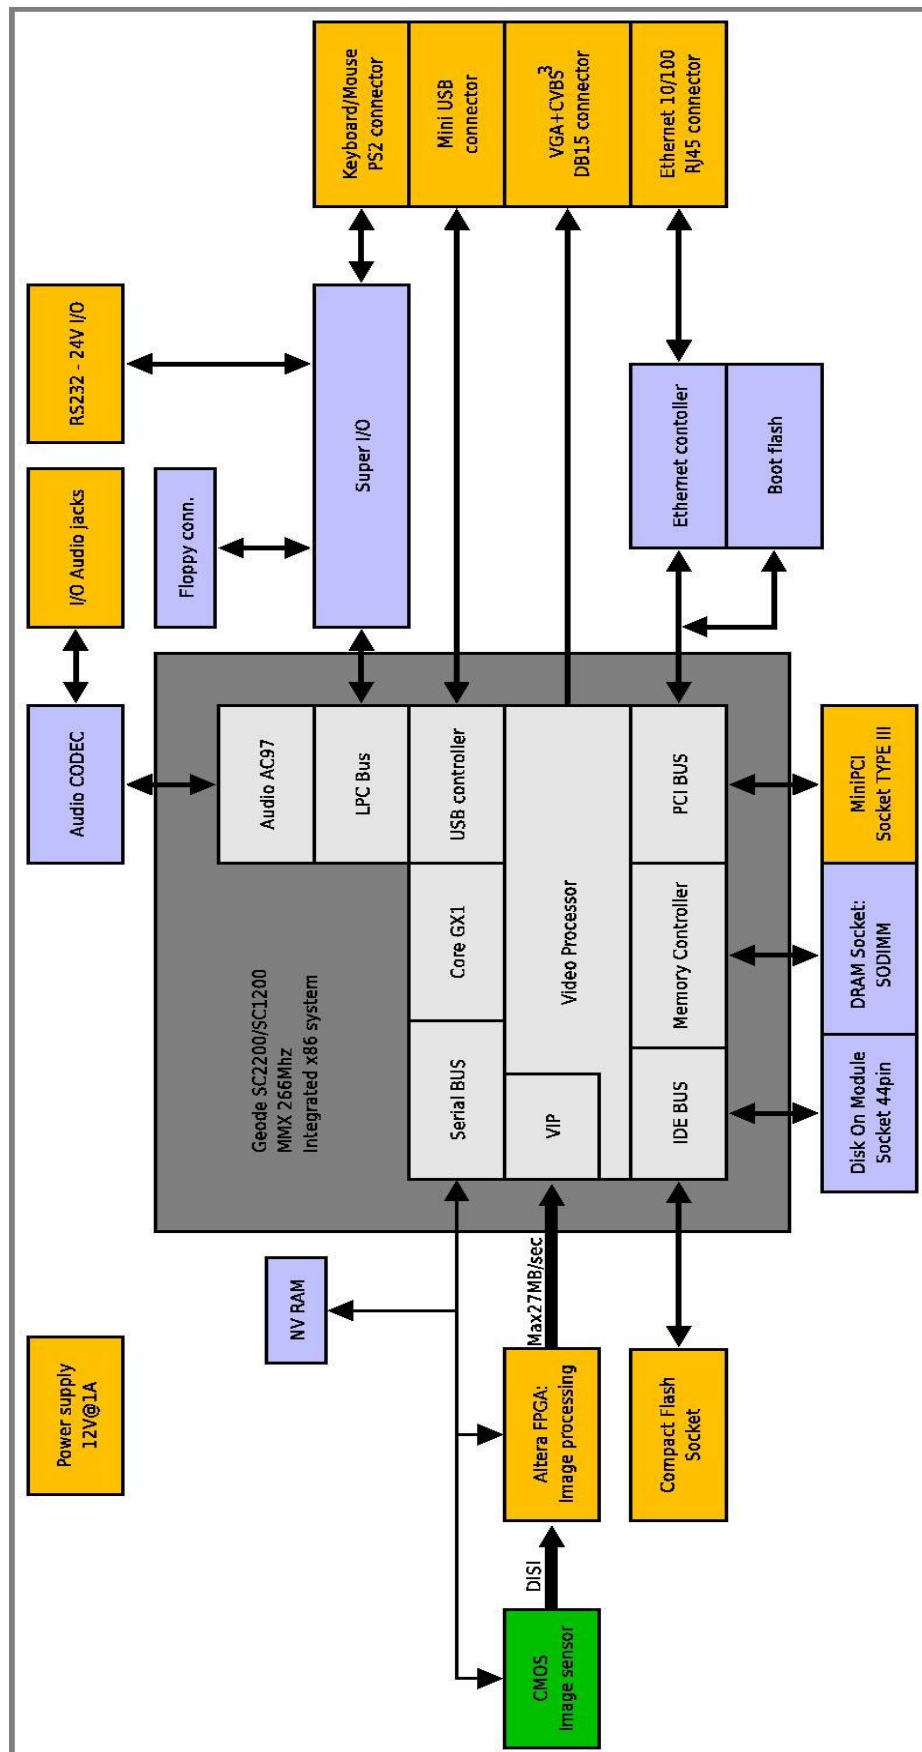 Power supply
12V@1A
Audio CODEC
I/O Audio jacks
RS232 - 24V I/O
Floppy conn.
NV RAM
Geode SC2200/SC1200
MMX 266Mhz
Integrated x86 system
Audio AC97
LPC Bus
Super I/O
Keyboard/Mouse
PS2 connector
Serial BUS
Core GX1
USB controller
Mini USB
connector
CMOS
Image sensor
DISI
Altera FPGA:
Image processing
Max27MB/sec
VIP
Video Processor
VGA+CVBS3
DB15 connector
Compact Flash
Socket
IDE BUS
Memory Controller
PCI BUS
Ethernet contoller
Ethernet 10/100
RJ45 connector
Boot flash
Disk On Module
Socket 44pin
DRAM Socket:
SODIMM
MiniPCI
Socket TYPE III